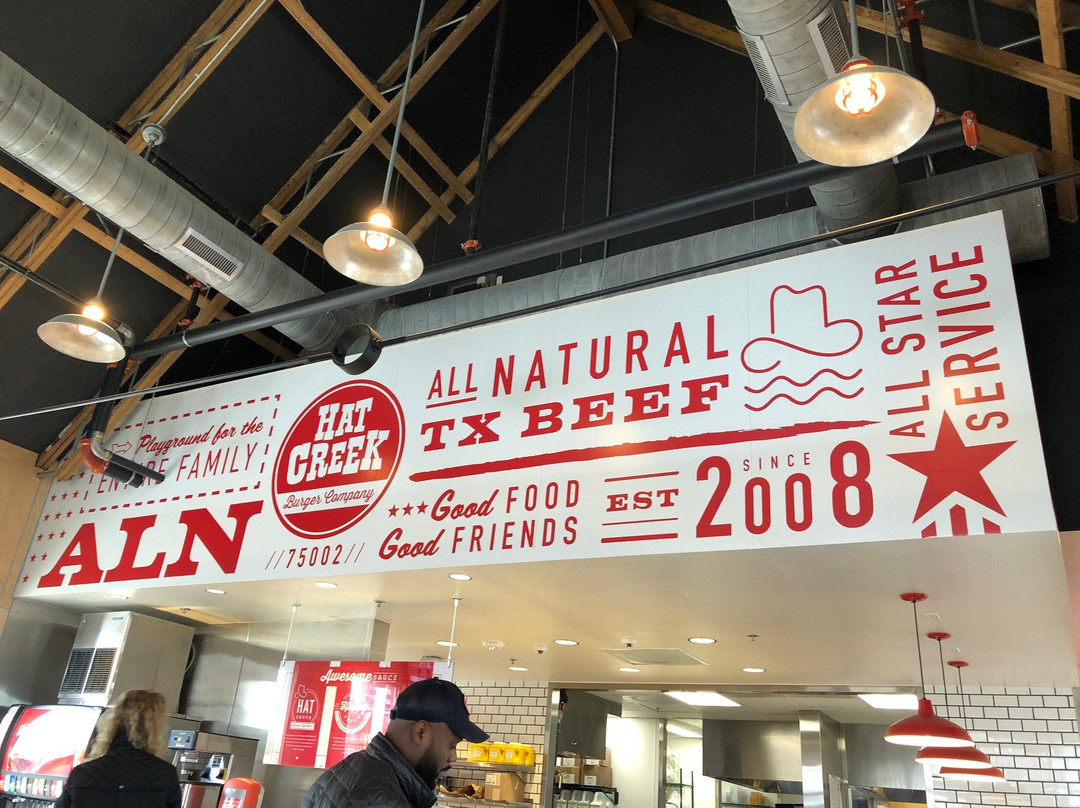 Playground for the
ENTIRE FAMILY
ALN
HAT
CREEK
Burger Company
//75002//
ALL NATURAL
TX BEEF
Good FOOD
Good FRIENDS
EST
SINCE
2008
ALL STAR
SERVICE
Awesome SAUCE
HAT